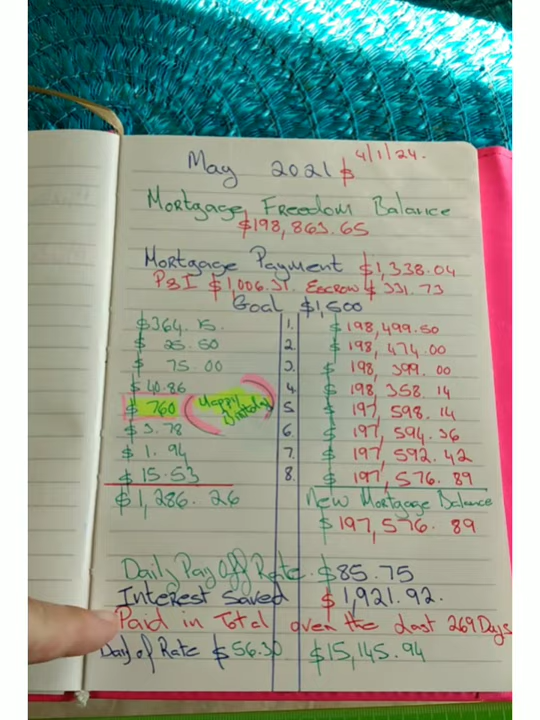 4/1/24.
May 2021 $
Mortgage Freedom Balance
$198,863.65
Mortgage Payment $1,338.04
P&I $1,006.31. Escrow $331.73
Goal $1,500
$364.15. 1. $198,499.50
$ 25.50 2. $198,474.00
$ 75.00 3. $198,399.00
$40.86 4. $198,358.14
$760 Happy Birthday 5. $197,598.14
$3.78 6. $197,594.36
$1.94 7. $197,592.42
$15.53 8. $197,576.89
$1,286.26 New Mortgage Balance
$197,576.89
Daily Pay Off Rate. $85.75
Interest Saved $1,921.92.
Paid in Total over the last 269 Days
Daily of Rate $56.30 $15,145.94